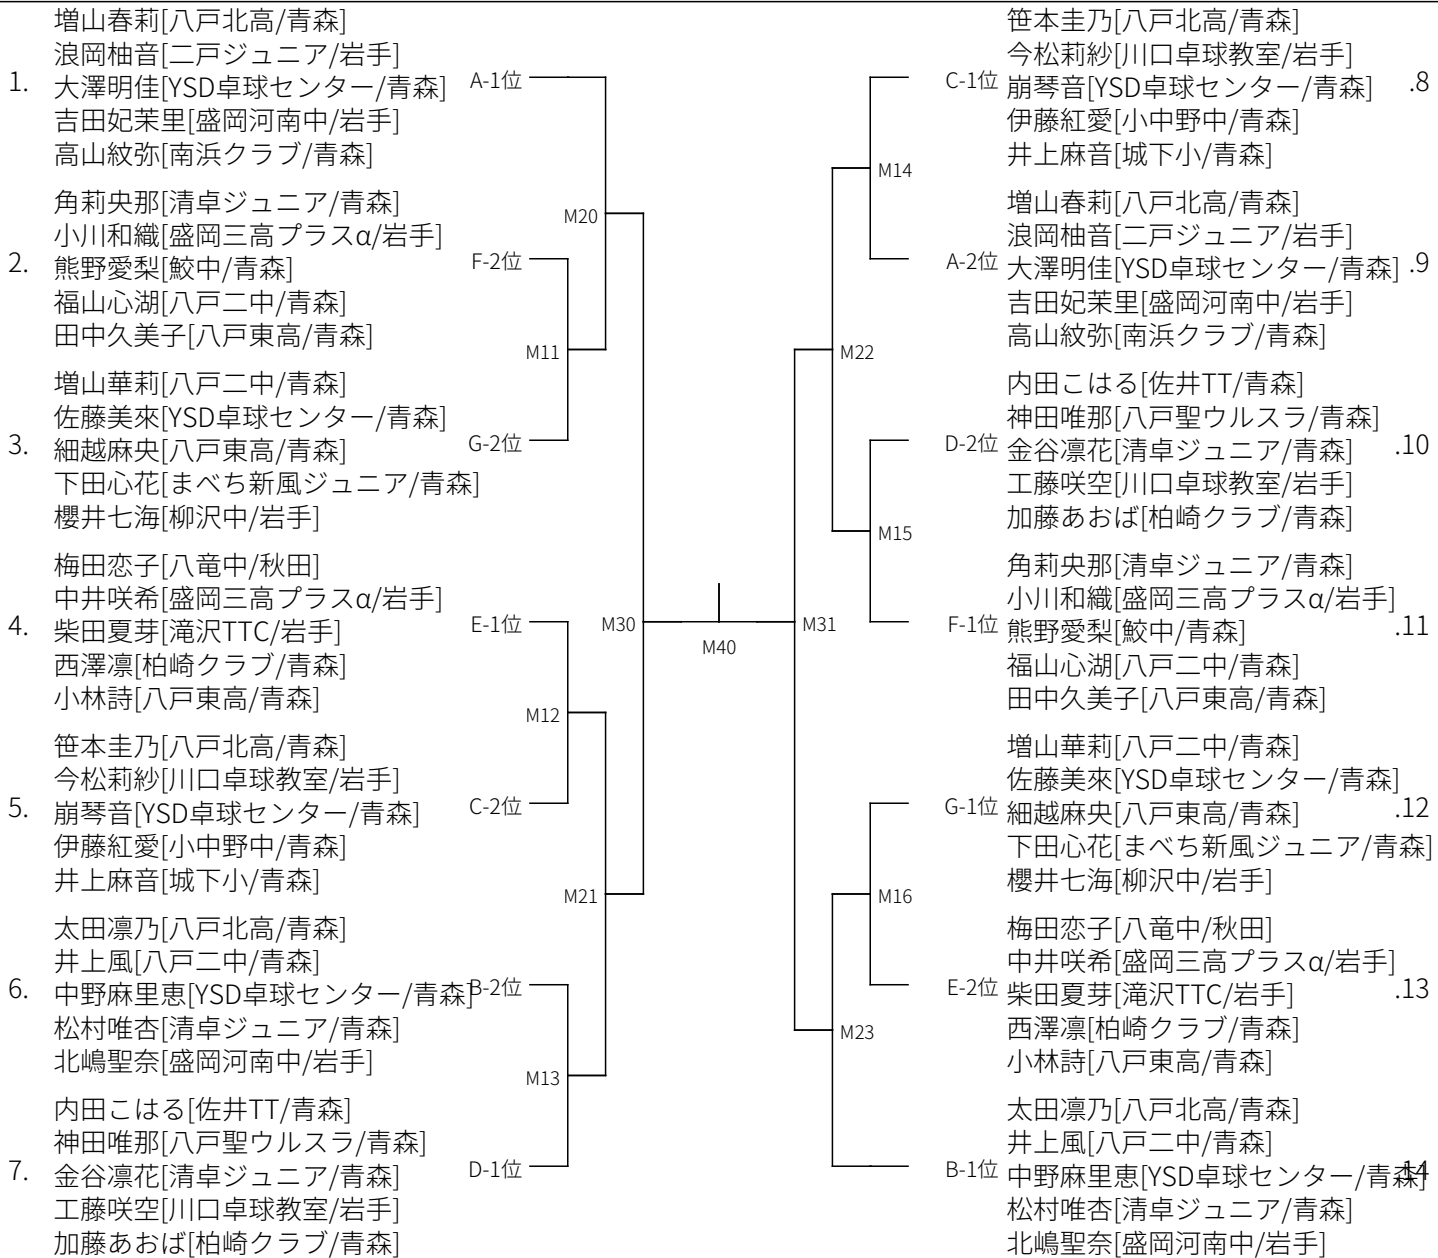 増山春莉[八戸北高/青森]
浪岡柚音[二戸ジュニア/岩手]
1. 大澤明佳[YSD卓球センター/青森] A-1位
吉田妃茉里[盛岡河南中/岩手]
高山紋弥[南浜クラブ/青森]
角莉央那[清卓ジュニア/青森]
小川和織[盛岡三高プラスα/岩手]
2. 熊野愛梨[鮫中/青森] F-2位
福山心湖[八戸二中/青森]
田中久美子[八戸東高/青森]
増山華莉[八戸二中/青森]
佐藤美來[YSD卓球センター/青森]
3. 細越麻央[八戸東高/青森] G-2位
下田心花[まべち新風ジュニア/青森]
櫻井七海[柳沢中/岩手]
梅田恋子[八竜中/秋田]
中井咲希[盛岡三高プラスα/岩手]
4. 柴田夏芽[滝沢TTC/岩手] E-1位
西澤凛[柏崎クラブ/青森]
小林詩[八戸東高/青森]
笹本圭乃[八戸北高/青森]
今松莉紗[川口卓球教室/岩手]
5. 崩琴音[YSD卓球センター/青森] C-2位
伊藤紅愛[小中野中/青森]
井上麻音[城下小/青森]
太田凛乃[八戸北高/青森]
井上風[八戸二中/青森]
6. 中野麻里恵[YSD卓球センター/青森] B-2位
松村唯杏[清卓ジュニア/青森]
北嶋聖奈[盛岡河南中/岩手]
内田こはる[佐井TT/青森]
神田唯那[八戸聖ウルスラ/青森]
7. 金谷凛花[清卓ジュニア/青森] D-1位
工藤咲空[川口卓球教室/岩手]
加藤あおば[柏崎クラブ/青森]
M20
M11
M30
M12
M21
M13
M40
M14
M22
M15
M31
M16
M23
笹本圭乃[八戸北高/青森]
今松莉紗[川口卓球教室/岩手]
C-1位 崩琴音[YSD卓球センター/青森] .8
伊藤紅愛[小中野中/青森]
井上麻音[城下小/青森]
増山春莉[八戸北高/青森]
浪岡柚音[二戸ジュニア/岩手]
A-2位 大澤明佳[YSD卓球センター/青森] .9
吉田妃茉里[盛岡河南中/岩手]
高山紋弥[南浜クラブ/青森]
内田こはる[佐井TT/青森]
神田唯那[八戸聖ウルスラ/青森]
D-2位 金谷凛花[清卓ジュニア/青森] .10
工藤咲空[川口卓球教室/岩手]
加藤あおば[柏崎クラブ/青森]
角莉央那[清卓ジュニア/青森]
小川和織[盛岡三高プラスα/岩手]
F-1位 熊野愛梨[鮫中/青森] .11
福山心湖[八戸二中/青森]
田中久美子[八戸東高/青森]
増山華莉[八戸二中/青森]
佐藤美來[YSD卓球センター/青森]
G-1位 細越麻央[八戸東高/青森] .12
下田心花[まべち新風ジュニア/青森]
櫻井七海[柳沢中/岩手]
梅田恋子[八竜中/秋田]
中井咲希[盛岡三高プラスα/岩手]
E-2位 柴田夏芽[滝沢TTC/岩手] .13
西澤凛[柏崎クラブ/青森]
小林詩[八戸東高/青森]
太田凛乃[八戸北高/青森]
井上風[八戸二中/青森]
B-1位 中野麻里恵[YSD卓球センター/青森] .14
松村唯杏[清卓ジュニア/青森]
北嶋聖奈[盛岡河南中/岩手]